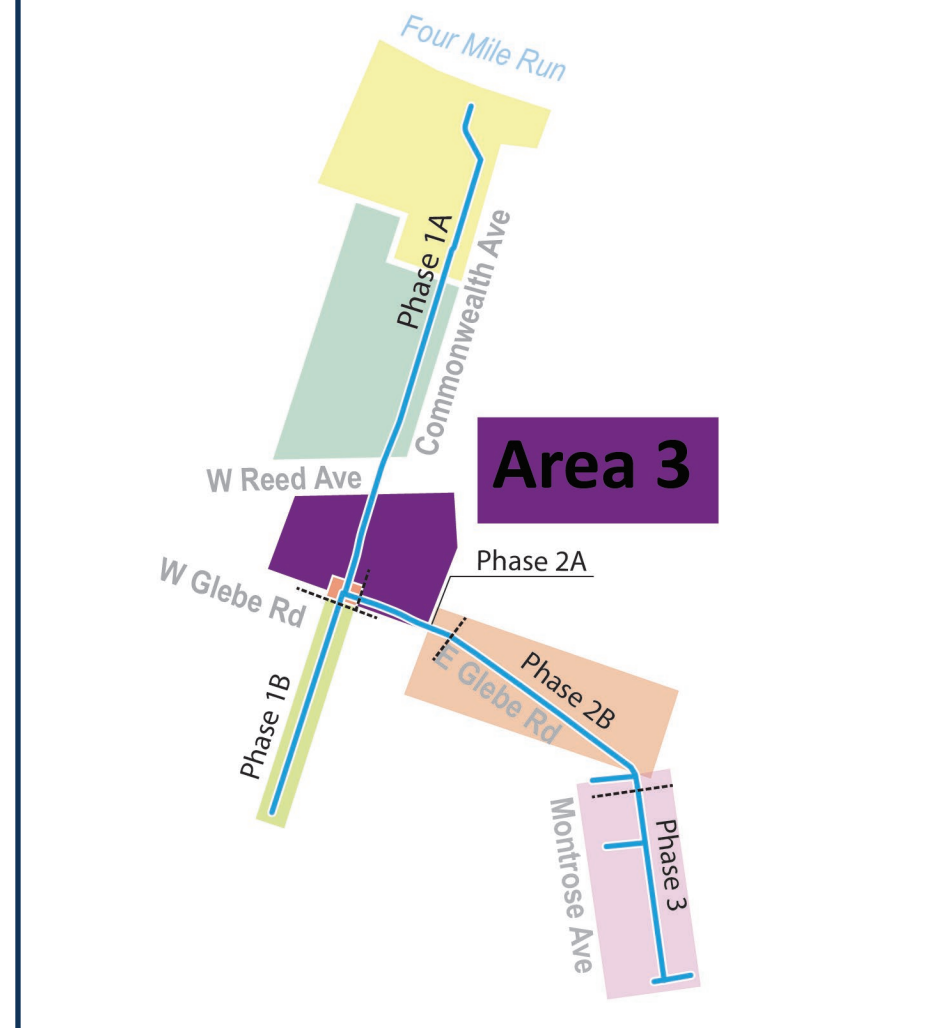 Four Mile Run
Phase 1A
Commonwealth Ave
Area 3
W Reed Ave
Phase 2A
W Glebe Rd
Phase 2B
E Glebe Rd
Phase 1B
Montrose Ave
Phase 3